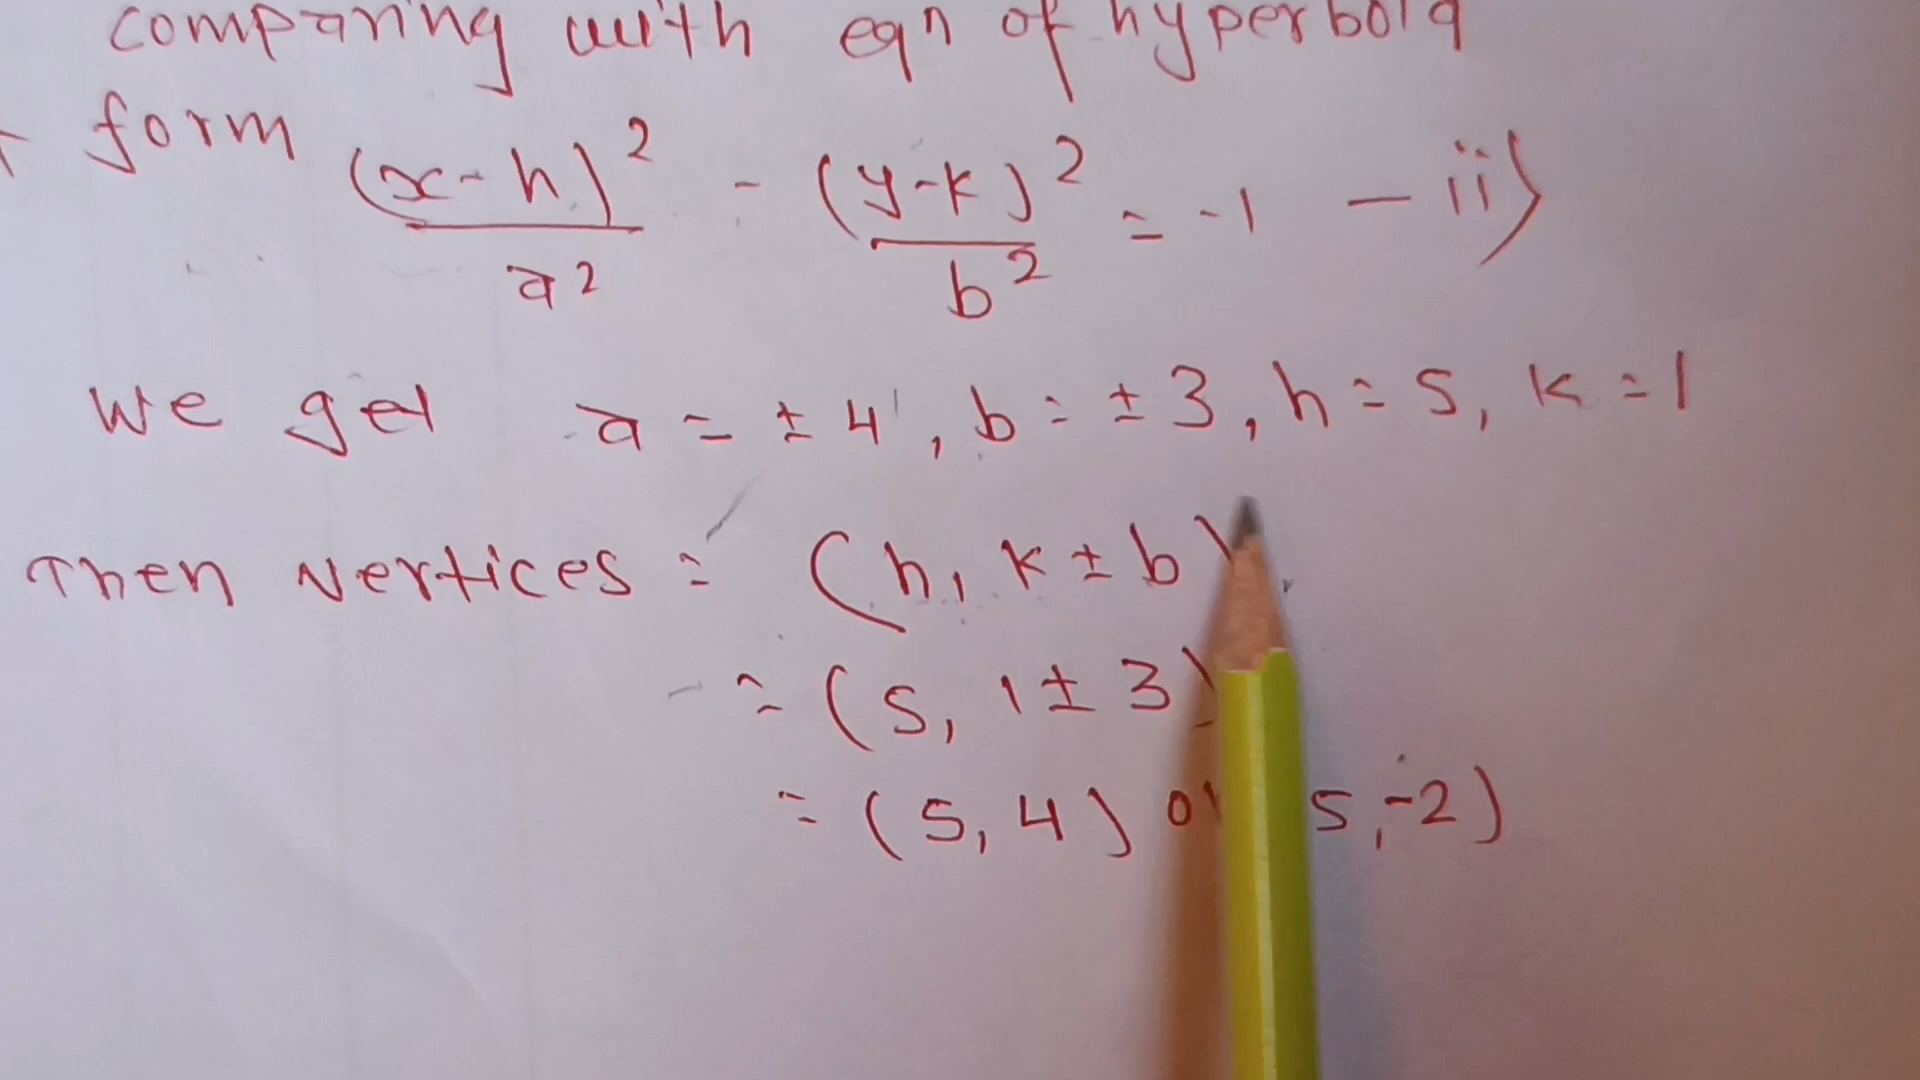 comparing with eqn of hyperbola
form (x-h)²/a² - (y-k)²/b² = -1 - ii)
We get a = ± 4, b = ± 3, h = 5, k = 1
Then vertices = (h, k ± b)
= (5, 1 ± 3)
= (5, 4) 5, -2)